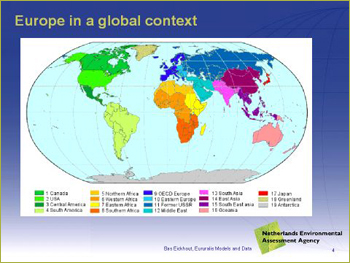 Europe in a global context
1 Canada
2 USA
3 Central America
4 South America
5 Northern Africa
6 Western Africa
7 Eastern Africa
8 Southern Africa
9 OECD Europe
10 Eastern Europe
11 Former USSR
12 Middle East
13 South Asia
14 East Asia
15 South East Asia
16 Oceania
17 Japan
18 Greenland
19 Antarctica
Netherlands Environmental
Assessment Agency
Bas Eickhout, Eururalis Models and Data
4